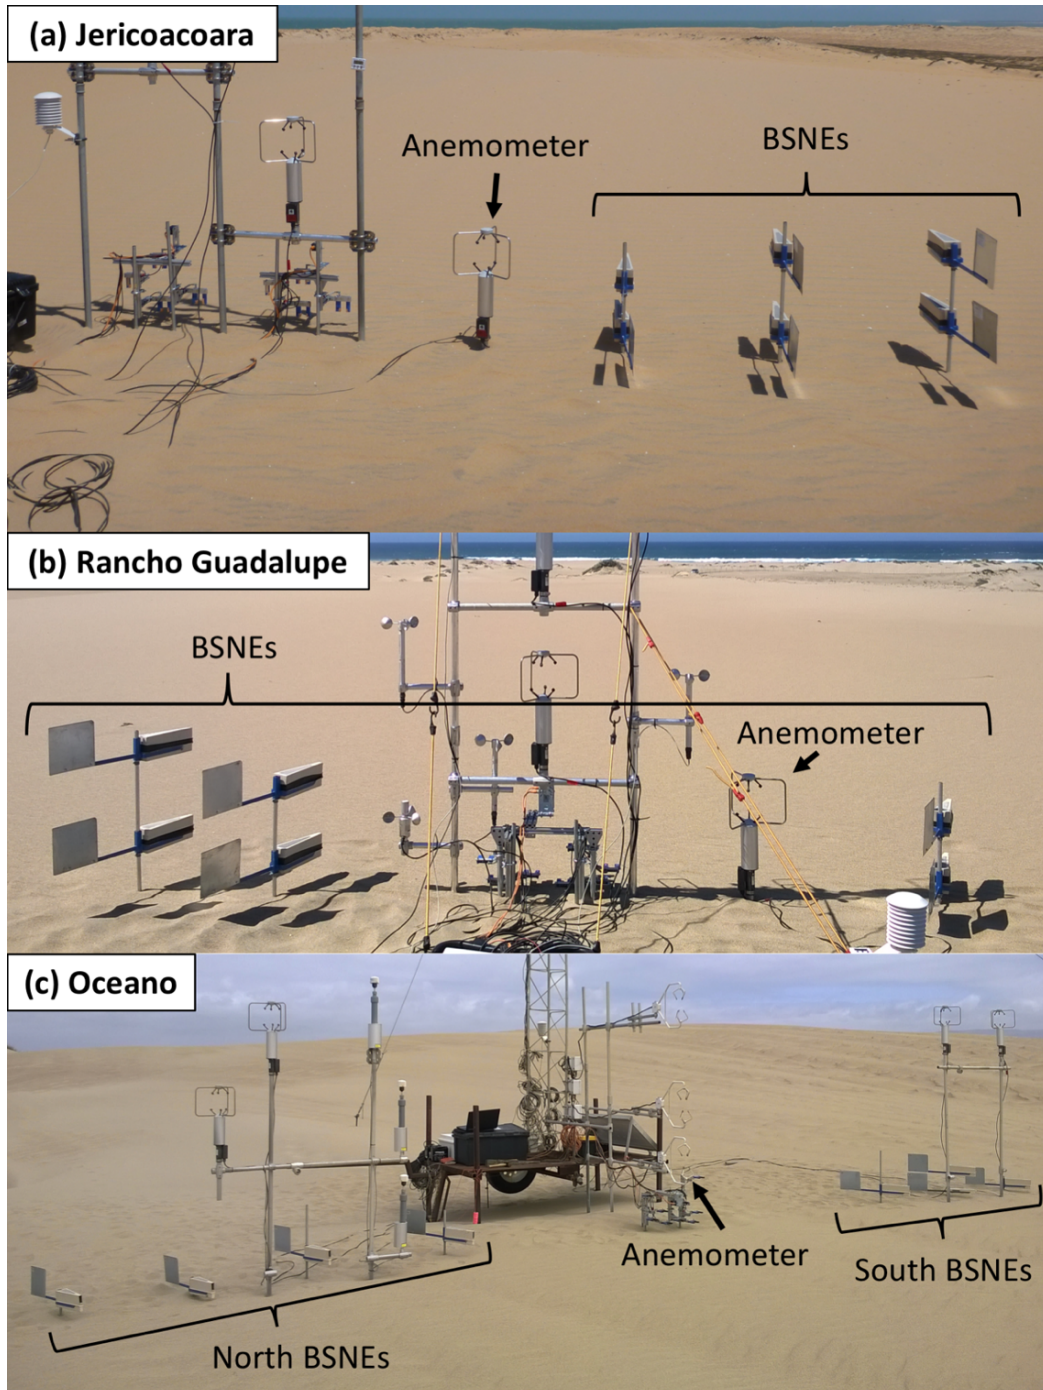 (a) Jericoacoara
Anemometer
BSNEs
(b) Rancho Guadalupe
BSNEs
Anemometer
(c) Oceano
Anemometer
South BSNEs
North BSNEs